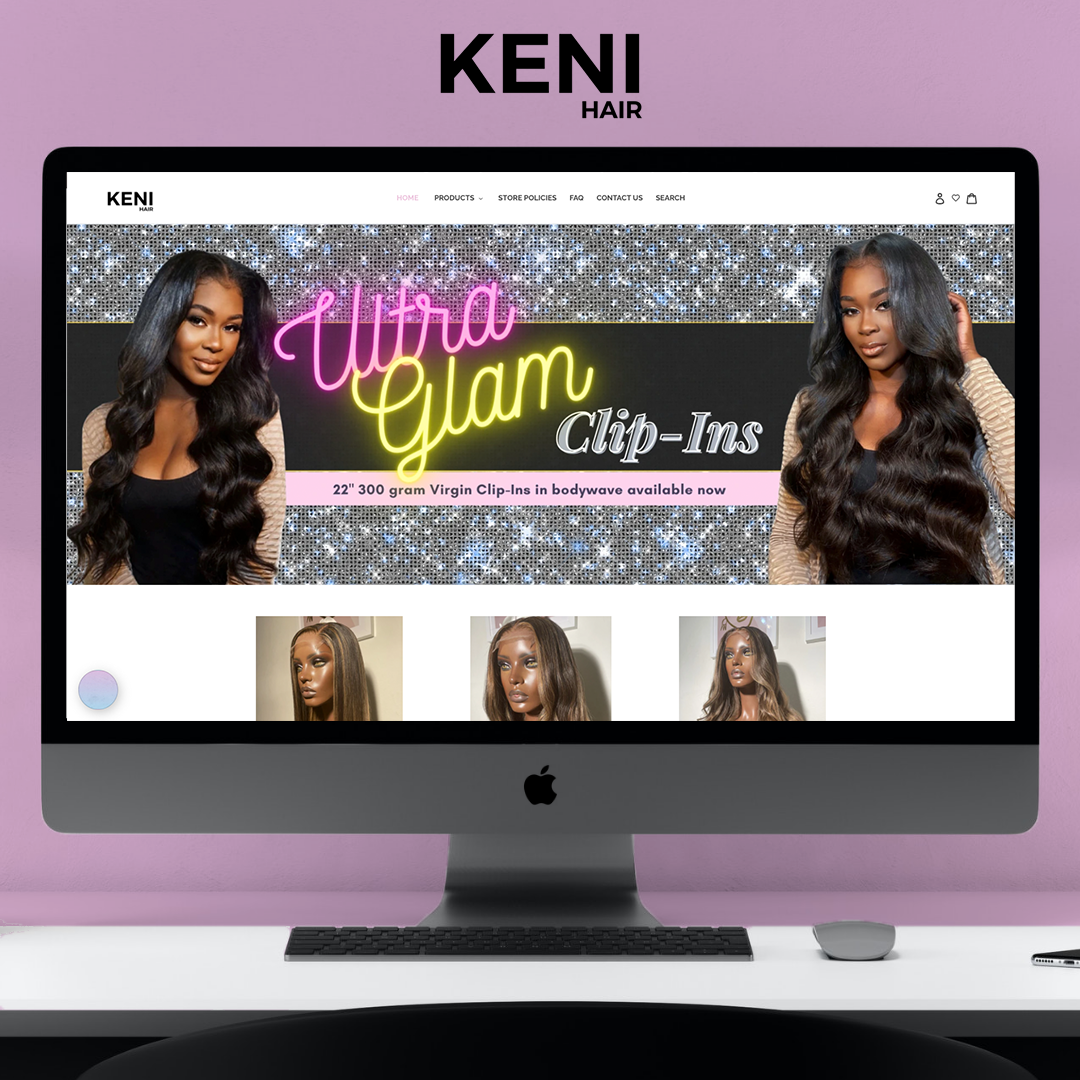 KENI
HAIR
KENI
HAIR
HOME PRODUCTS STORE POLICIES FAQ CONTACT US SEARCH
Ultra
Glam
Clip-Ins
22" 300 gram Virgin Clip-Ins in bodywave available now